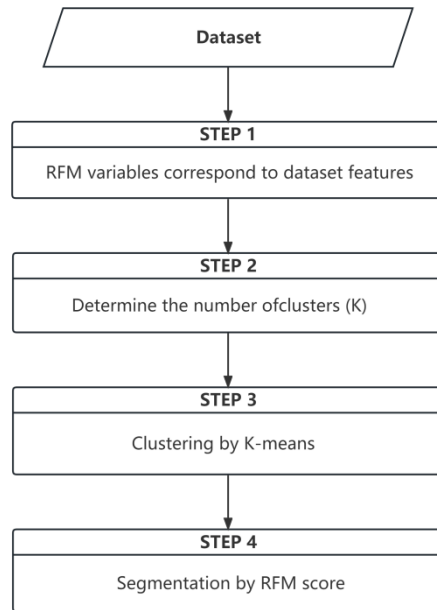 Dataset
STEP 1
RFM variables correspond to dataset features
STEP 2
Determine the number ofclusters (K)
STEP 3
Clustering by K-means
STEP 4
Segmentation by RFM score